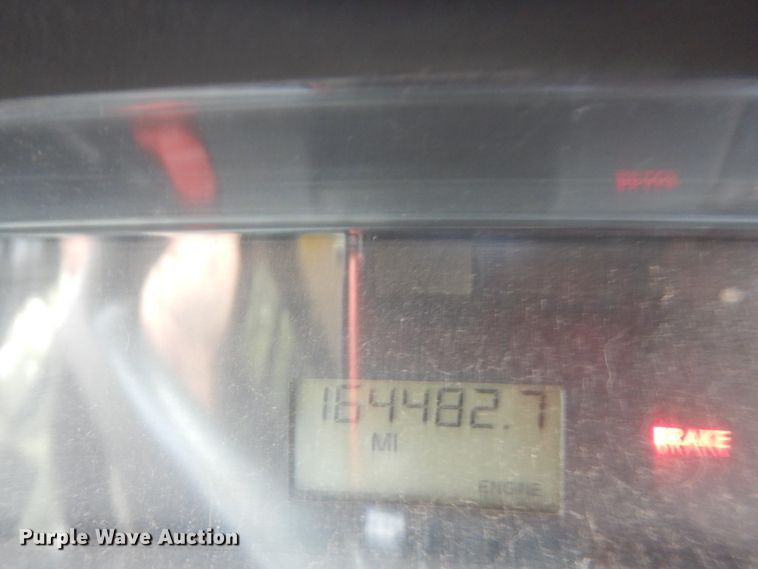 164482.7
MI
BRAKE
ENGINE
Purple Wave Auction